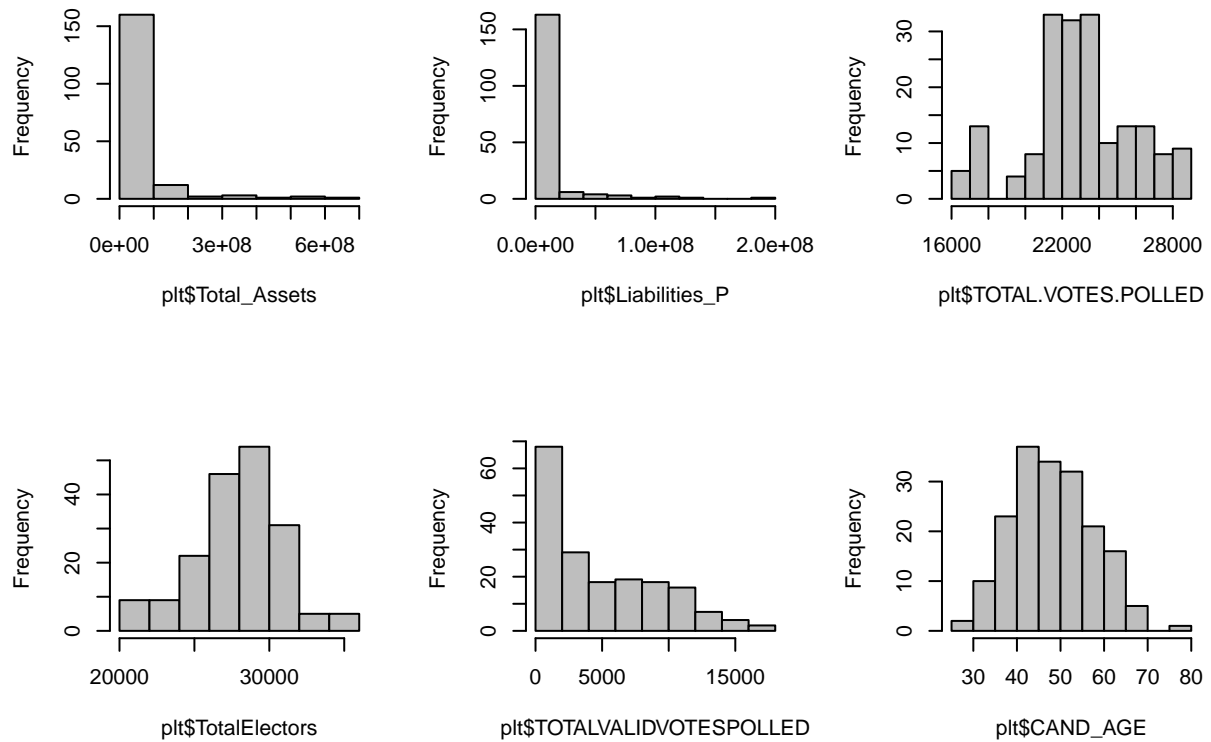 Frequency
0 50 100 150
0e+00 3e+08 6e+08
plt$Total_Assets
Frequency
0 50 100 150
0.0e+00 1.0e+08 2.0e+08
plt$Liabilities_P
Frequency
0 10 20 30
16000 22000 28000
plt$TOTAL.VOTES.POLLED
Frequency
0 20 40
20000 30000
plt$TotalElectors
Frequency
0 20 40 60
0 5000 15000
plt$TOTALVALIDVOTESPOLLED
Frequency
0 10 20 30
30 40 50 60 70 80
plt$CAND_AGE